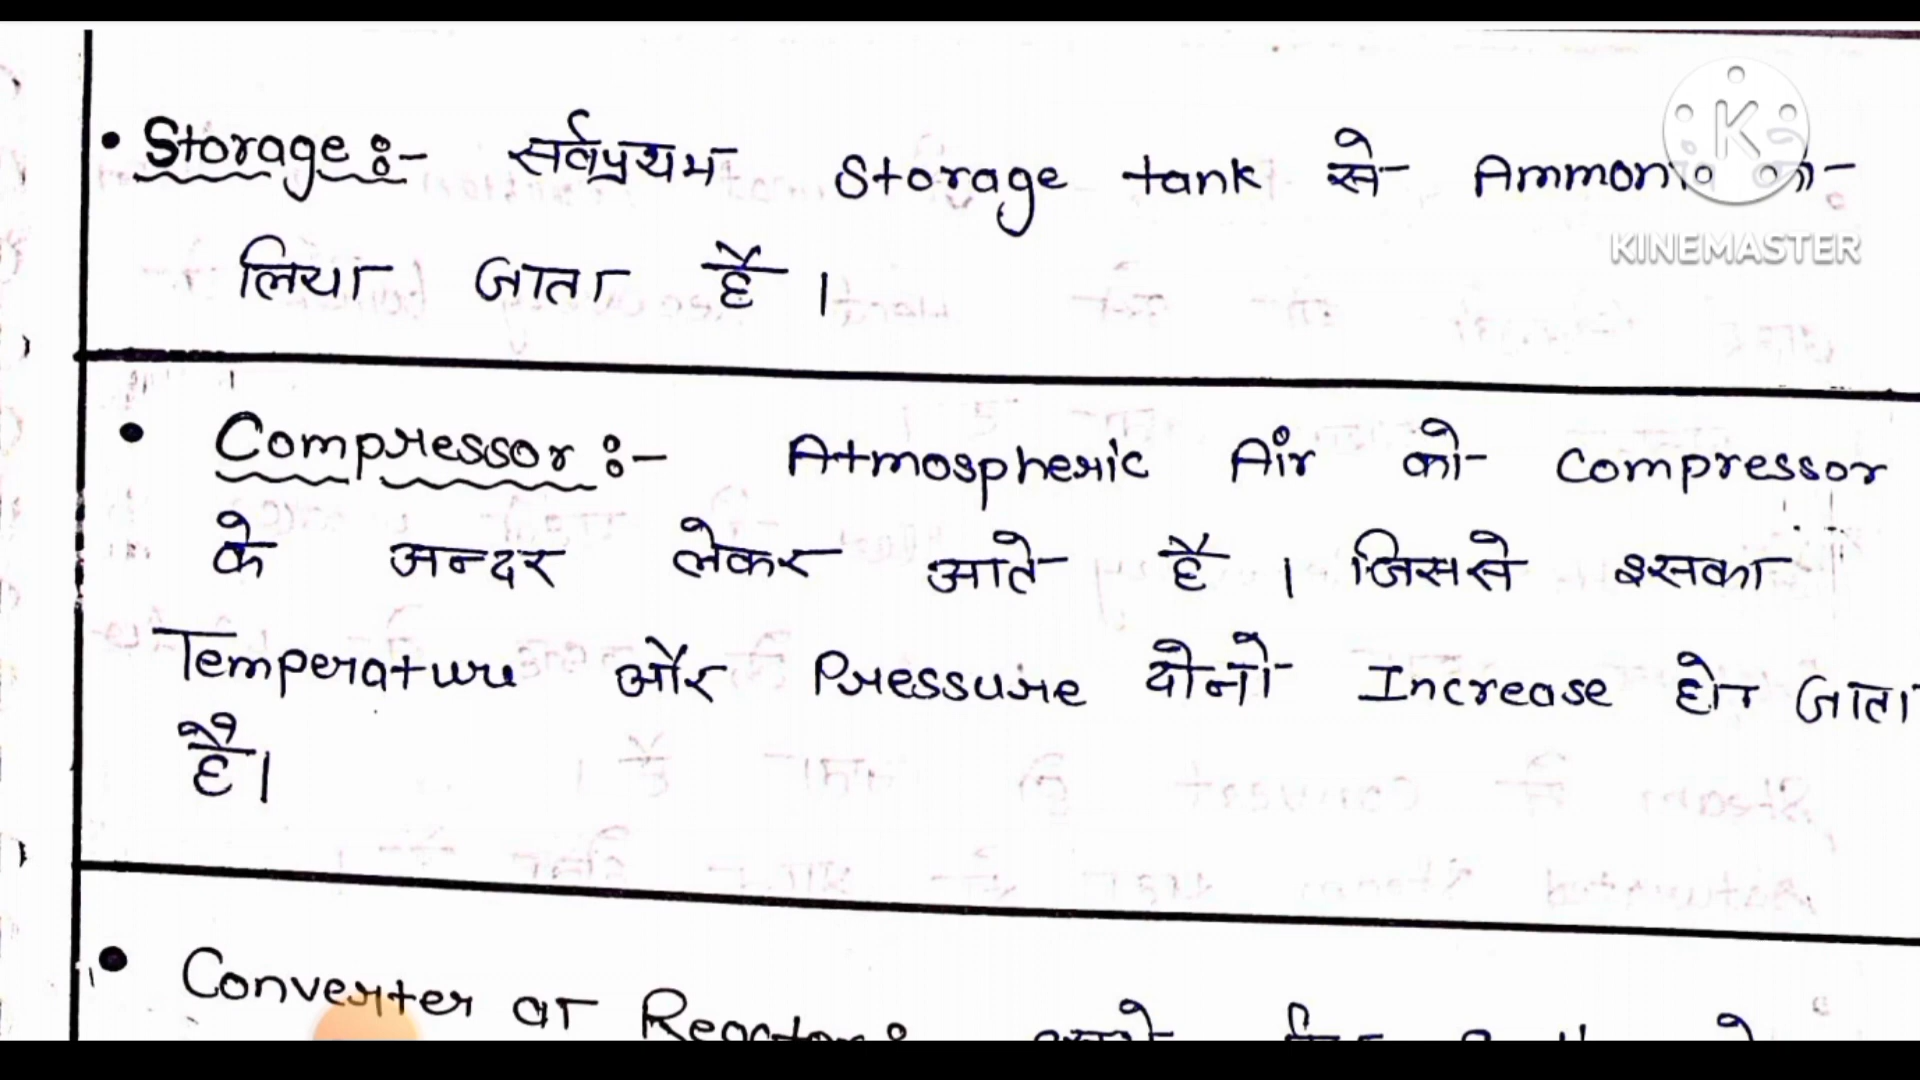 • Storage :- सर्वप्रथम Storage tank से Ammonia को
लिया जाता है ।
• Compressor :- Atmospheric Air को Compressor
के अन्दर लेकर आते है । जिससे इसका
Temperature और Pressure दोनो Increase हो जाता
है।
• Converter or Reactor :
KINEMASTER